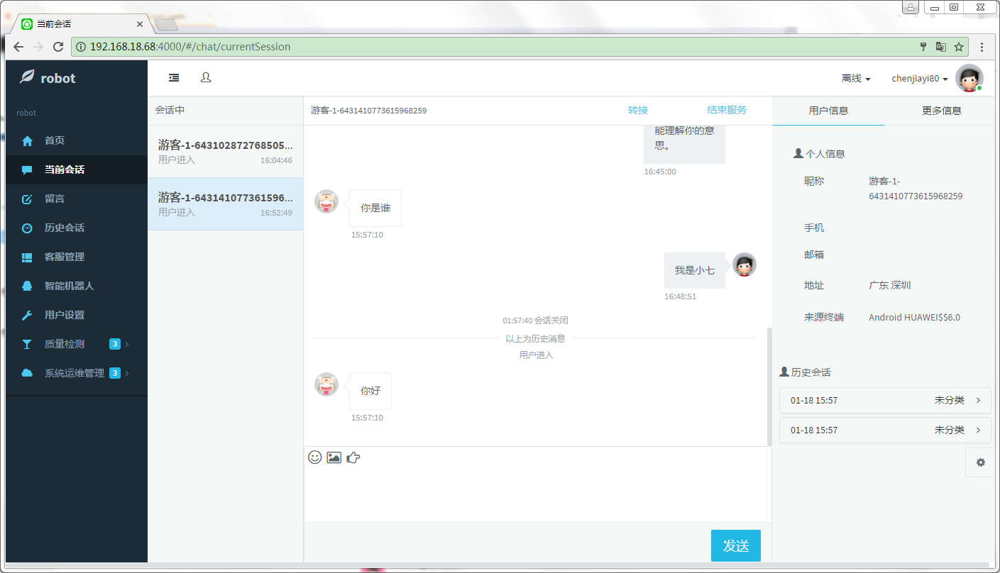 当前会话
192.168.18.68:4000/#/chat/currentSession
robot
离线
chenjiayi80
robot
首页
当前会话
留言
历史会话
客服管理
智能机器人
用户设置
质量检测 3
系统运维管理 3
会话中
游客-1-643102872768505...
用户进入 16:04:46
游客-1-643141077361596...
用户进入 16:52:49
游客-1-6431410773615968259
转接
结束服务
能理解你的意
思。
16:45:00
你是谁
15:57:10
我是小七
16:48:51
01:57:40 会话关闭
以上为历史消息
用户进入
你好
15:57:10
发送
用户信息
更多信息
个人信息
昵称 游客-1-
6431410773615968259
手机
邮箱
地址 广东 深圳
来源终端 Android HUAWEI$$6.0
历史会话
01-18 15:57 未分类
01-18 15:57 未分类